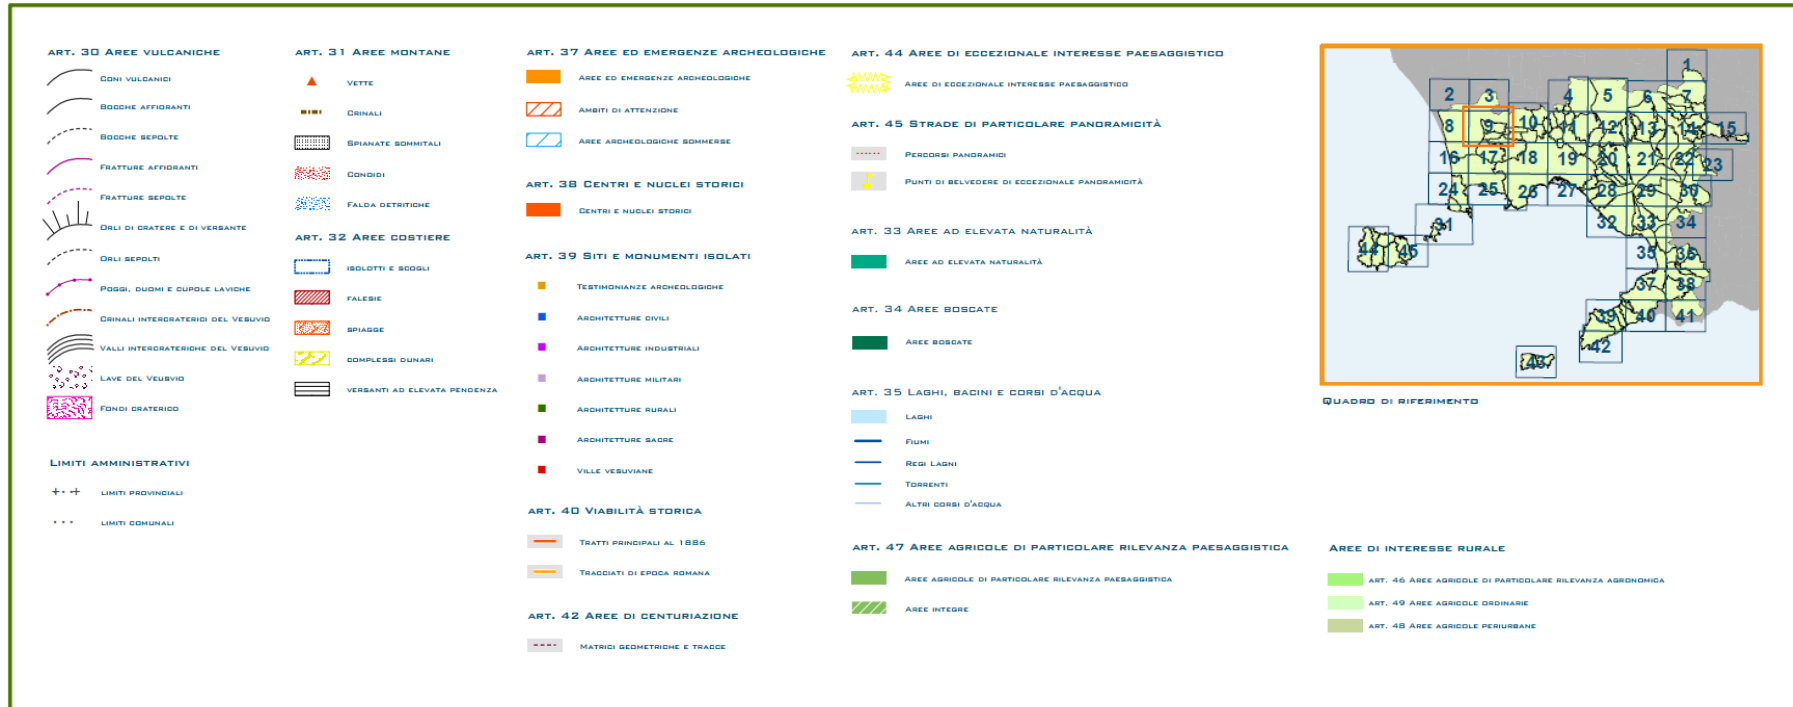 ART. 30 AREE VULCANICHE
CONI VULCANICI
BOCCHE AFFIORANTI
BOCCHE SEPOLTE
FRATTURE AFFIORANTI
FRATTURE SEPOLTE
ORLI DI CRATERE E DI VERSANTE
ORLI SEPOLTI
POGGI, DUOMI E CUPOLE LAVICHE
CRINALI INTERCRATERICI DEL VESUVIO
VALLI INTERCRATERICHE DEL VESUVIO
LAVE DEL VEUSVIO
FONDI CRATERICO
LIMITI AMMINISTRATIVI
LIMITI PROVINCIALI
LIMITI COMUNALI
ART. 31 AREE MONTANE
VETTE
CRINALI
SPIANATE SOMMITALI
CONOIDI
FALDA DETRITICHE
ART. 32 AREE COSTIERE
ISOLOTTI E SCOGLI
FALESIE
SPIAGGE
COMPLESSI DUNARI
VERSANTI AD ELEVATA PENDENZA
ART. 37 AREE ED EMERGENZE ARCHEOLOGICHE
AREE ED EMERGENZE ARCHEOLOGICHE
AMBITI DI ATTENZIONE
AREE ARCHEOLOGICHE SOMMERSE
ART. 38 CENTRI E NUCLEI STORICI
CENTRI E NUCLEI STORICI
ART. 39 SITI E MONUMENTI ISOLATI
TESTIMONIANZE ARCHEOLOGICHE
ARCHITETTURE CIVILI
ARCHITETTURE INDUSTRIALI
ARCHITETTURE MILITARI
ARCHITETTURE RURALI
ARCHITETTURE SACRE
VILLE VESUVIANE
ART. 40 VIABILITÀ STORICA
TRATTI PRINCIPALI AL 1886
TRACCIATI DI EPOCA ROMANA
ART. 42 AREE DI CENTURIAZIONE
MATRICI GEOMETRICHE E TRACCE
ART. 44 AREE DI ECCEZIONALE INTERESSE PAESAGGISTICO
AREE DI ECCEZIONALE INTERESSE PAESAGGISTICO
ART. 45 STRADE DI PARTICOLARE PANORAMICITÀ
PERCORSI PANORAMICI
PUNTI DI BELVEDERE DI ECCEZIONALE PANORAMICITÀ
ART. 33 AREE AD ELEVATA NATURALITÀ
AREE AD ELEVATA NATURALITÀ
ART. 34 AREE BOSCATE
AREE BOSCATE
ART. 35 LAGHI, BACINI E CORSI D'ACQUA
LAGHI
FIUMI
REGI LAGNI
TORRENTI
ALTRI CORSI D'ACQUA
ART. 47 AREE AGRICOLE DI PARTICOLARE RILEVANZA PAESAGGISTICA
AREE AGRICOLE DI PARTICOLARE RILEVANZA PAESAGGISTICA
AREE INTEGRE
1
2 3 4 5 6 7
8 9 10 11 12 13 14 15
16 17 18 19 20 21 22 23
24 25 26 27 28 29 30
31 32 33 34
44 45 35 36
37 38
39 40 41
42
43
QUADRO DI RIFERIMENTO
AREE DI INTERESSE RURALE
ART. 46 AREE AGRICOLE DI PARTICOLARE RILEVANZA AGRONOMICA
ART. 49 AREE AGRICOLE ORDINARIE
ART. 48 AREE AGRICOLE PERIURBANE